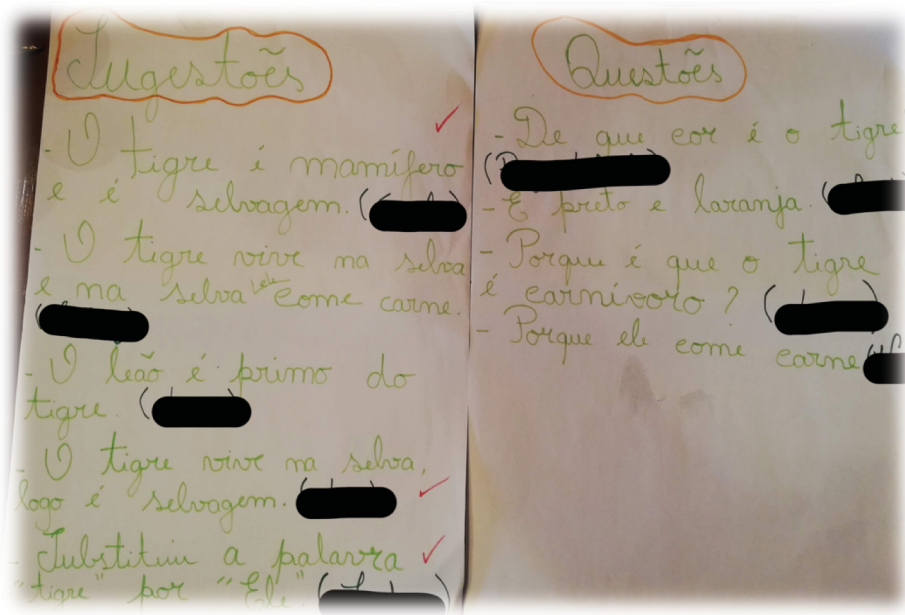 Sugestões
- O tigre é mamífero
e é selvagem. (
- O tigre vive na selva
e na selva ele come carne.
(
- O leão é primo do
tigre. (
- O tigre vive na selva,
logo é selvagem.
- Substituiu a palavra
"tigre" por "Ele". (
Questões
- De que cor é o tigre
(
- É preto e laranja. (
- Porque é que o tigre
é carnívoro? ( )
- Porque ele come carne (